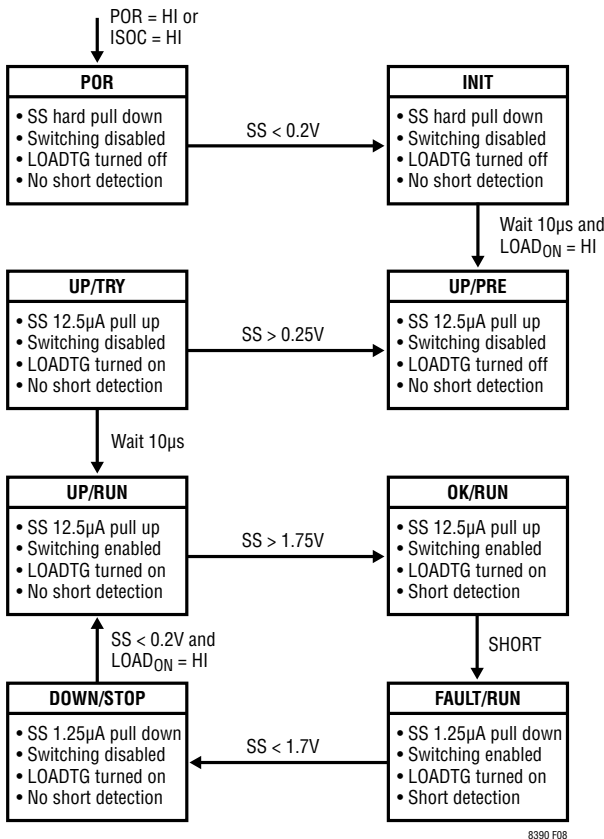 POR = HI or
ISOC = HI
POR
• SS hard pull down
• Switching disabled
• LOADTG turned off
• No short detection
SS < 0.2V
INIT
• SS hard pull down
• Switching disabled
• LOADTG turned off
• No short detection
Wait 10µs and
LOADON = HI
UP/TRY
• SS 12.5µA pull up
• Switching disabled
• LOADTG turned on
• No short detection
SS > 0.25V
UP/PRE
• SS 12.5µA pull up
• Switching disabled
• LOADTG turned off
• No short detection
Wait 10µs
UP/RUN
• SS 12.5µA pull up
• Switching enabled
• LOADTG turned on
• No short detection
SS > 1.75V
OK/RUN
• SS 12.5µA pull up
• Switching enabled
• LOADTG turned on
• Short detection
SS < 0.2V and
LOADON = HI
SHORT
DOWN/STOP
• SS 1.25µA pull down
• Switching disabled
• LOADTG turned on
• No short detection
SS < 1.7V
FAULT/RUN
• SS 1.25µA pull down
• Switching enabled
• LOADTG turned on
• Short detection
8390 F08